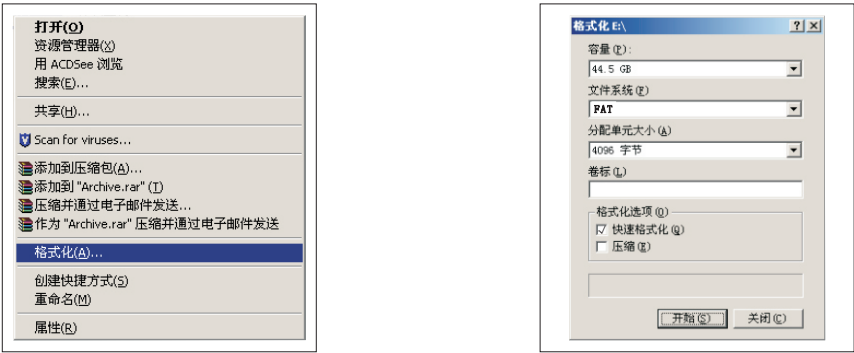 打开(O)
资源管理器(X)
用 ACDSee 浏览
搜索(E)...
共享(H)...
Scan for viruses...
添加到压缩包(A)...
添加到 "Archive.rar" (T)
压缩并通过电子邮件发送...
作为 "Archive.rar" 压缩并通过电子邮件发送
格式化(A)...
创建快捷方式(S)
重命名(M)
属性(R)
格式化 E:\
容量(P):
44.5 GB
文件系统(F)
FAT
分配单元大小(A)
4096 字节
卷标(L)
格式化选项(O)
快速格式化(Q)
压缩(E)
开始(S)
关闭(C)